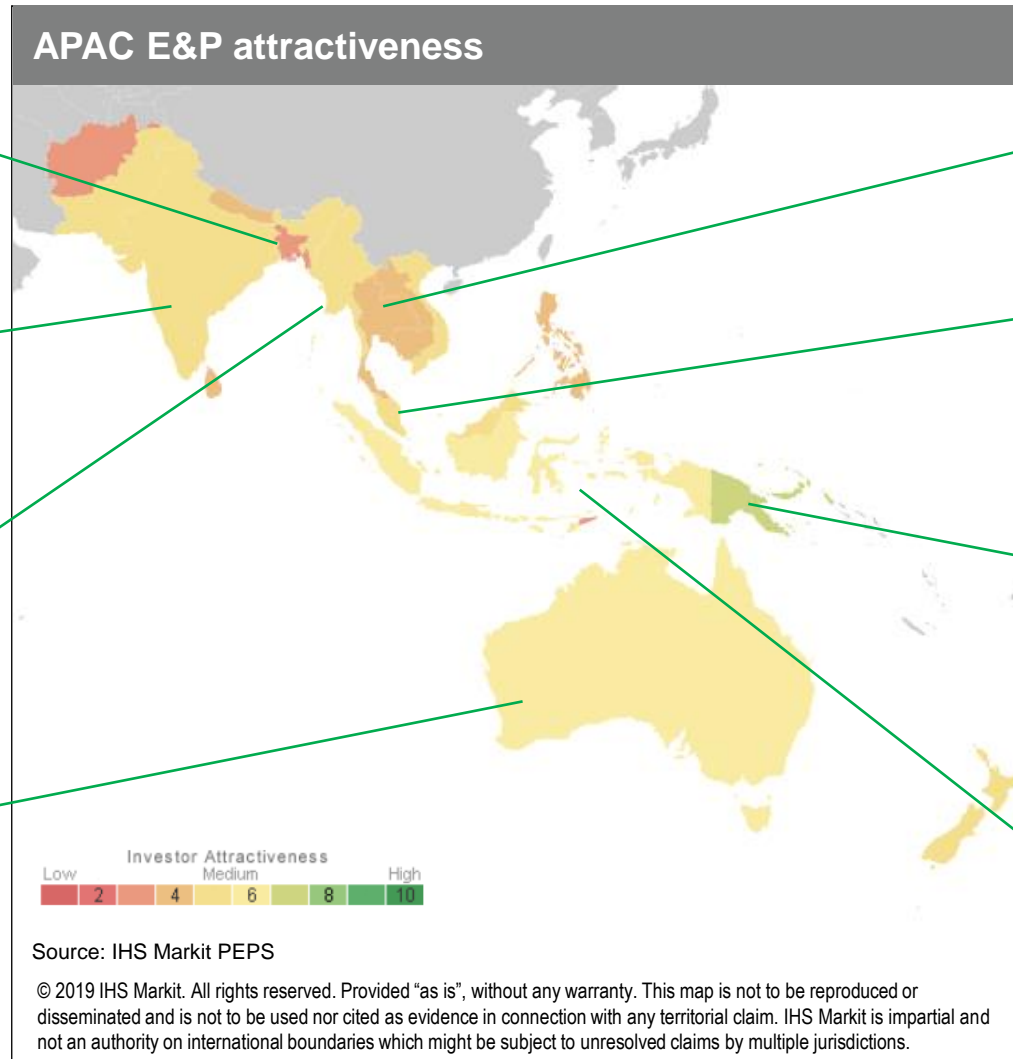 APAC E&P attractiveness
Investor Attractiveness
Low Medium High
2 4 6 8 10
Source: IHS Markit PEPS
© 2019 IHS Markit. All rights reserved. Provided “as is”, without any warranty. This map is not to be reproduced or
disseminated and is not to be used nor cited as evidence in connection with any territorial claim. IHS Markit is impartial and
not an authority on international boundaries which might be subject to unresolved claims by multiple jurisdictions.